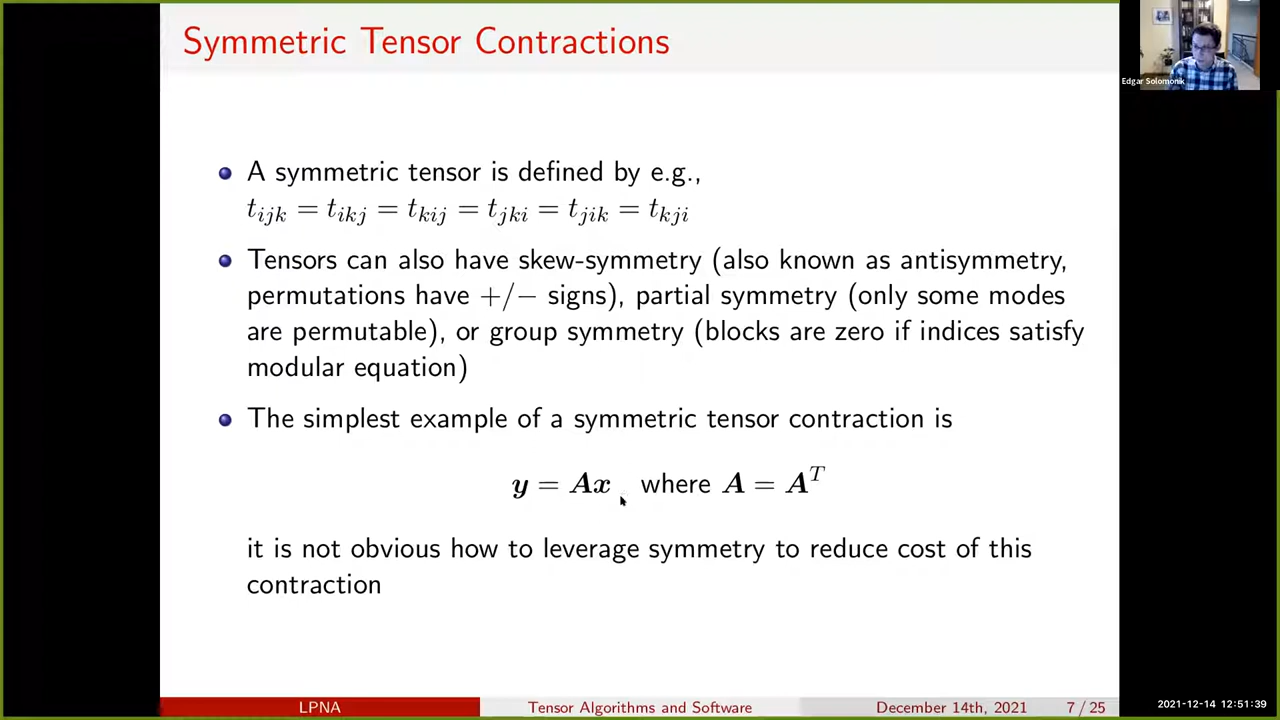 Symmetric Tensor Contractions
Edgar Solomonik
A symmetric tensor is defined by e.g.,
t_{ijk} = t_{ikj} = t_{kij} = t_{jki} = t_{jik} = t_{kji}
Tensors can also have skew-symmetry (also known as antisymmetry,
permutations have +/− signs), partial symmetry (only some modes
are permutable), or group symmetry (blocks are zero if indices satisfy
modular equation)
The simplest example of a symmetric tensor contraction is
y = Ax where A = A^T
it is not obvious how to leverage symmetry to reduce cost of this
contraction
LPNA Tensor Algorithms and Software December 14th, 2021 7 / 25
2021-12-14 12:51:39